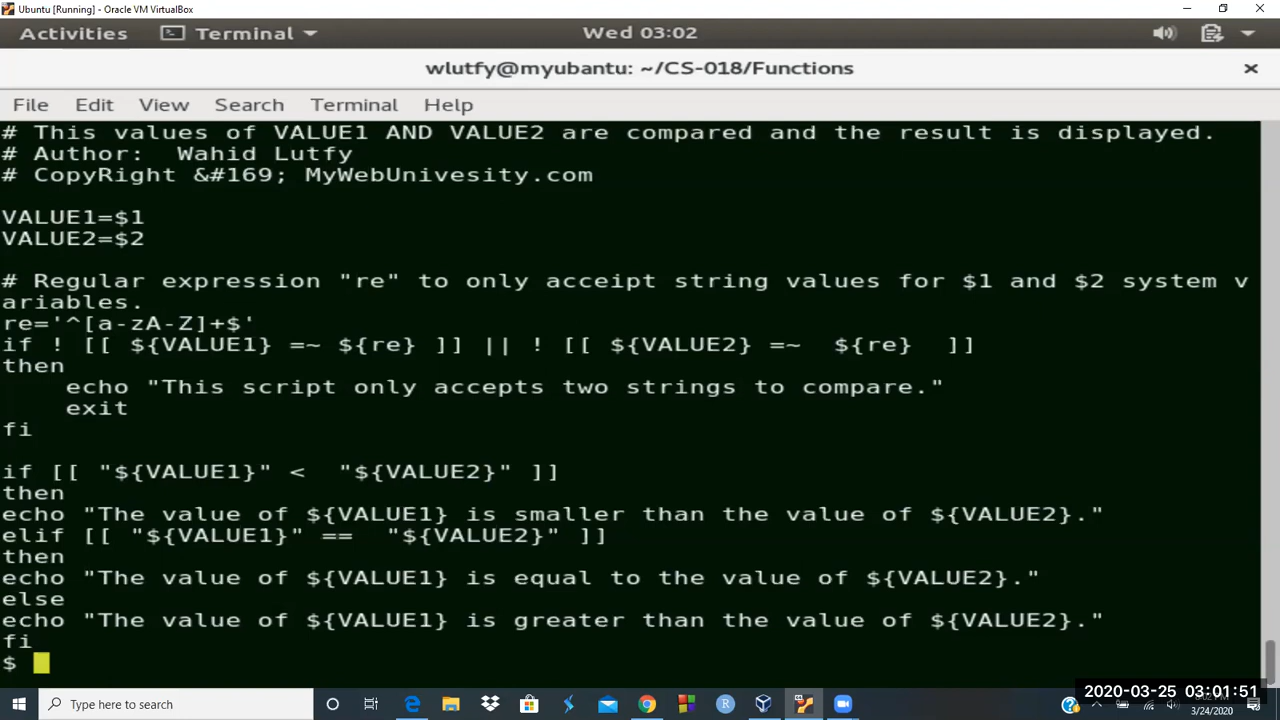 Ubuntu [Running] - Oracle VM VirtualBox
Activities Terminal Wed 03:02
wlutfy@myubantu: ~/CS-018/Functions
File Edit View Search Terminal Help
# This values of VALUE1 AND VALUE2 are compared and the result is displayed.
# Author:  Wahid Lutfy
# CopyRight &#169; MyWebUnivesity.com
VALUE1=$1
VALUE2=$2
# Regular expression "re" to only acceipt string values for $1 and $2 system v
ariables.
re='^[a-zA-Z]+$'
if ! [[ ${VALUE1} =~ ${re} ]] || ! [[ ${VALUE2} =~  ${re}  ]]
then
    echo "This script only accepts two strings to compare."
    exit
fi
if [[ "${VALUE1}" <  "${VALUE2}" ]]
then
echo "The value of ${VALUE1} is smaller than the value of ${VALUE2}."
elif [[ "${VALUE1}" ==  "${VALUE2}" ]]
then
echo "The value of ${VALUE1} is equal to the value of ${VALUE2}."
else
echo "The value of ${VALUE1} is greater than the value of ${VALUE2}."
fi
$
Type here to search
2020-03-25 03:01:51
3/24/2020